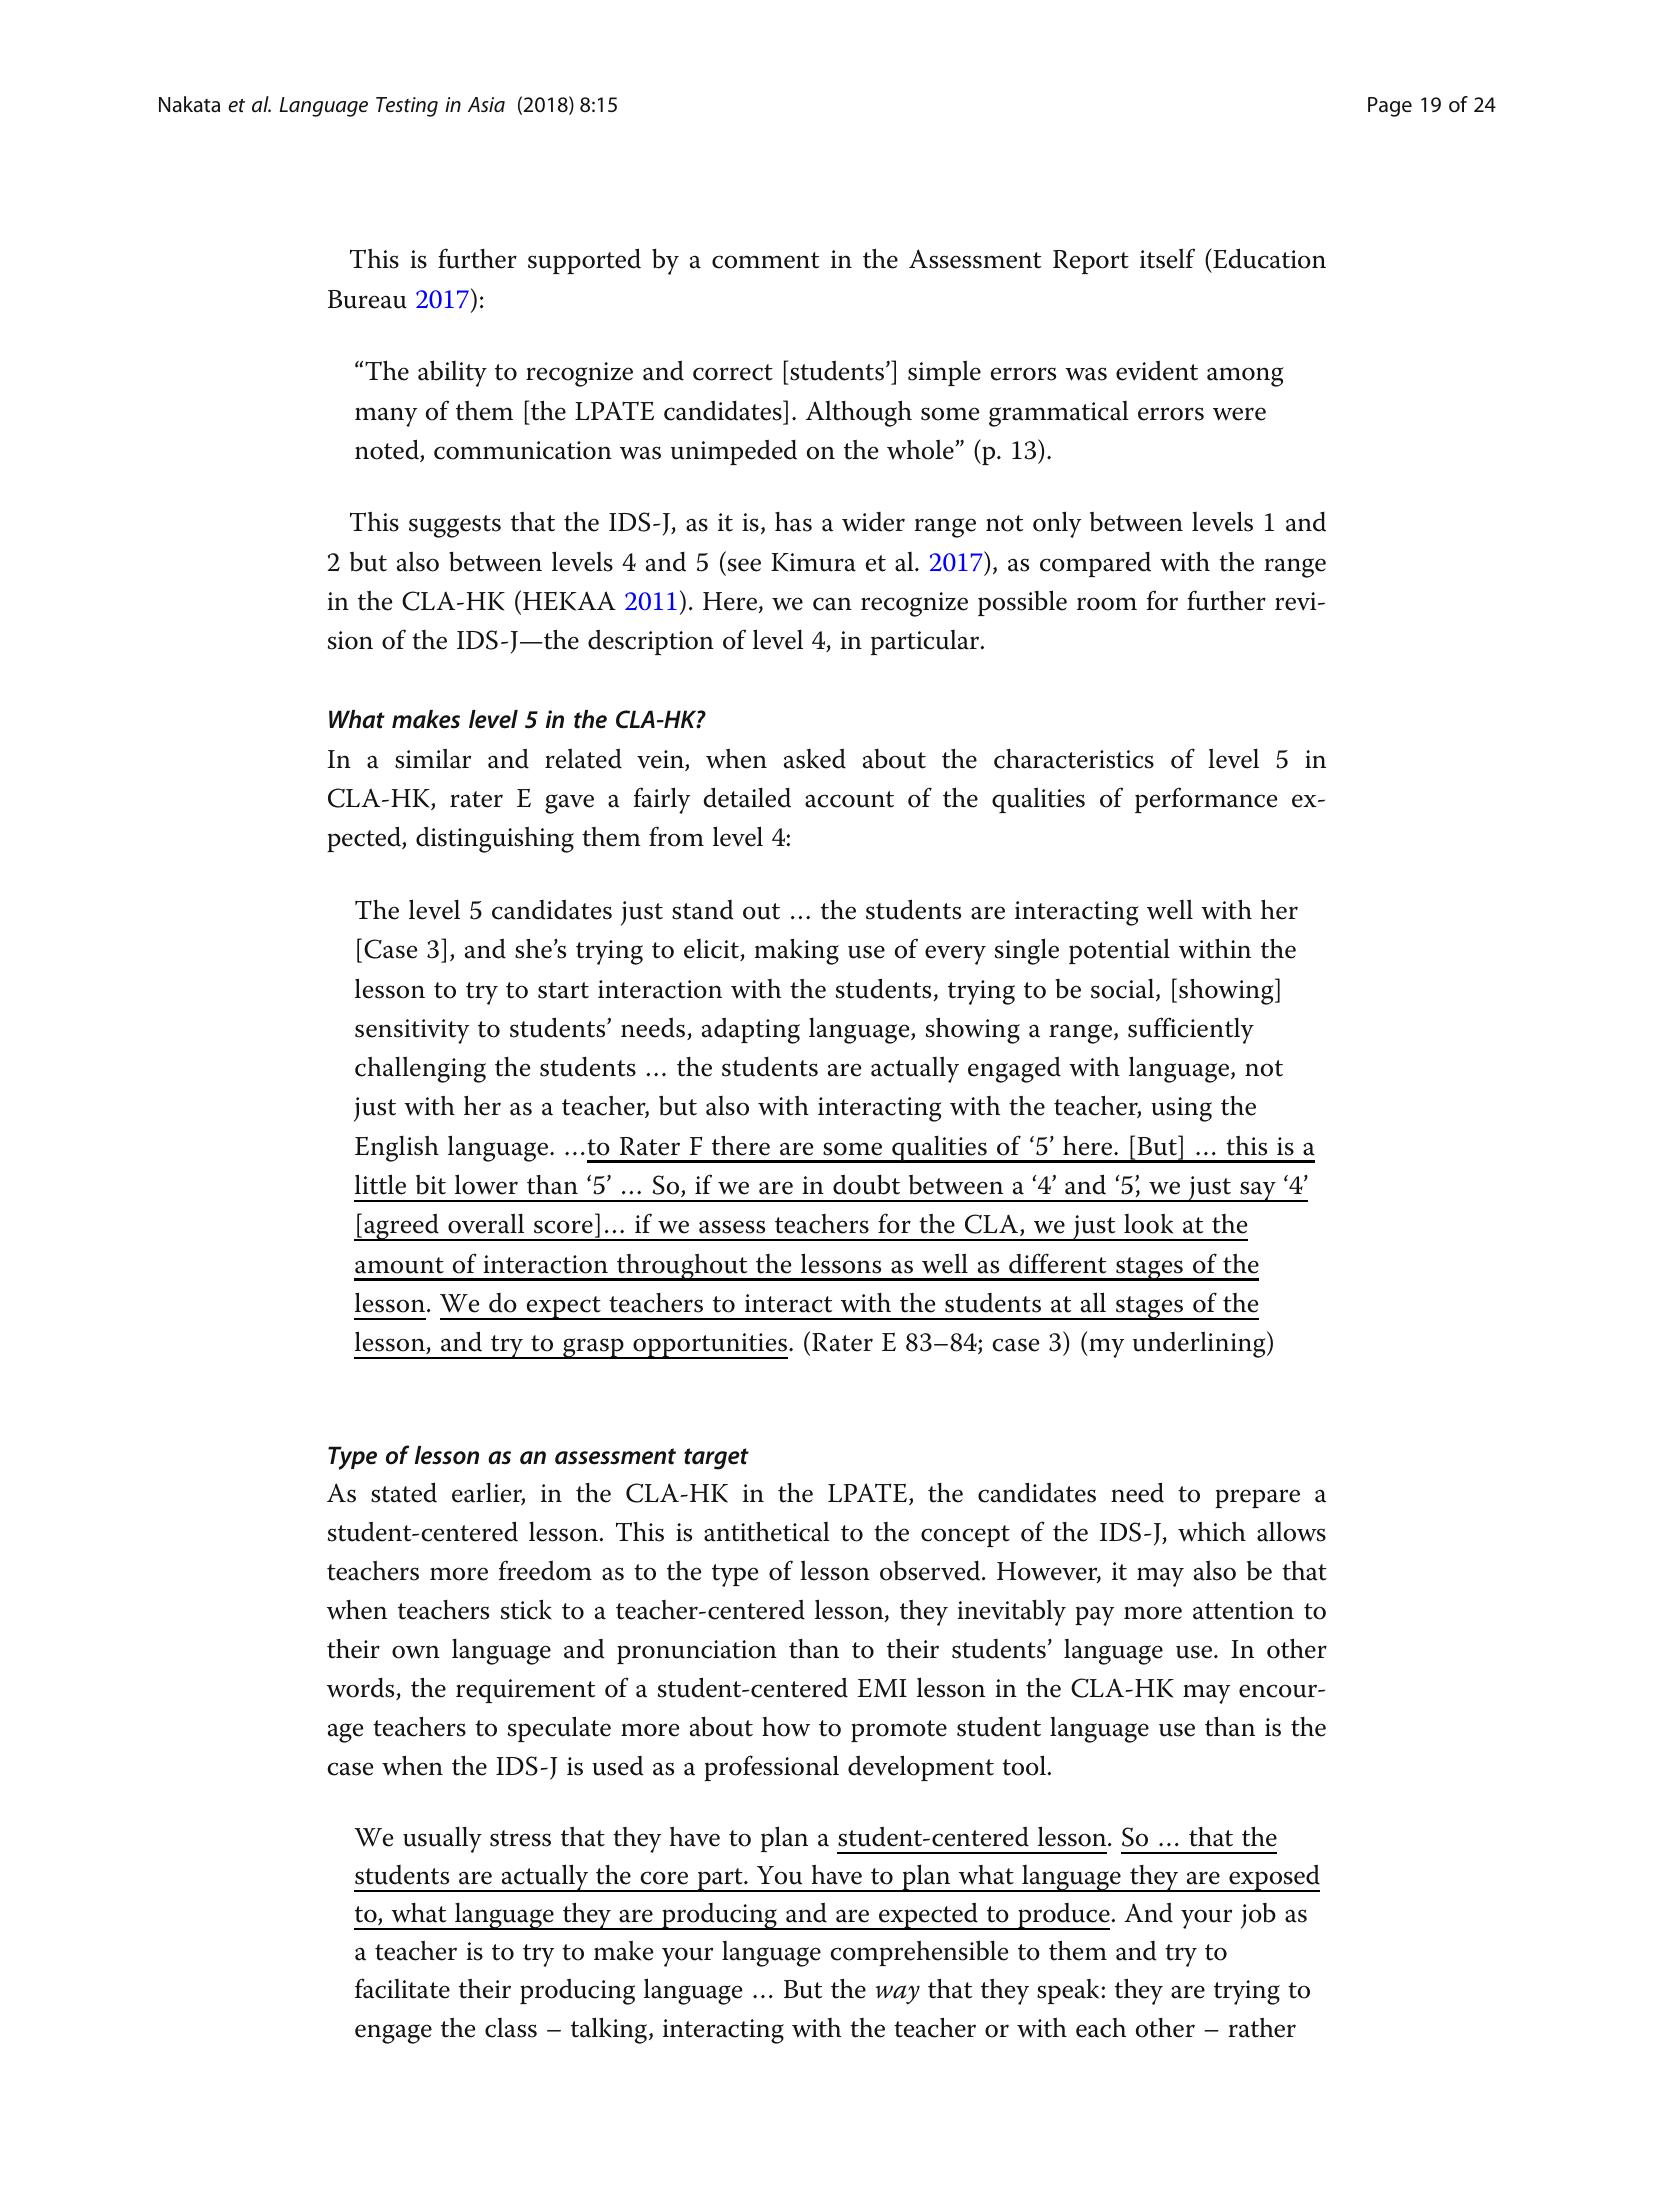 Nakata et al. Language Testing in Asia (2018) 8:15
Page 19 of 24
This is further supported by a comment in the Assessment Report itself (Education
Bureau 2017):
“The ability to recognize and correct [students’] simple errors was evident among
many of them [the LPATE candidates]. Although some grammatical errors were
noted, communication was unimpeded on the whole” (p. 13).
This suggests that the IDS-J, as it is, has a wider range not only between levels 1 and
2 but also between levels 4 and 5 (see Kimura et al. 2017), as compared with the range
in the CLA-HK (HEKAA 2011). Here, we can recognize possible room for further revi-
sion of the IDS-J—the description of level 4, in particular.
What makes level 5 in the CLA-HK?
In a similar and related vein, when asked about the characteristics of level 5 in
CLA-HK, rater E gave a fairly detailed account of the qualities of performance ex-
pected, distinguishing them from level 4:
The level 5 candidates just stand out … the students are interacting well with her
[Case 3], and she’s trying to elicit, making use of every single potential within the
lesson to try to start interaction with the students, trying to be social, [showing]
sensitivity to students’ needs, adapting language, showing a range, sufficiently
challenging the students … the students are actually engaged with language, not
just with her as a teacher, but also with interacting with the teacher, using the
English language. …to Rater F there are some qualities of ‘5’ here. [But] … this is a
little bit lower than ‘5’ … So, if we are in doubt between a ‘4’ and ‘5’, we just say ‘4’
[agreed overall score]… if we assess teachers for the CLA, we just look at the
amount of interaction throughout the lessons as well as different stages of the
lesson. We do expect teachers to interact with the students at all stages of the
lesson, and try to grasp opportunities. (Rater E 83–84; case 3) (my underlining)
Type of lesson as an assessment target
As stated earlier, in the CLA-HK in the LPATE, the candidates need to prepare a
student-centered lesson. This is antithetical to the concept of the IDS-J, which allows
teachers more freedom as to the type of lesson observed. However, it may also be that
when teachers stick to a teacher-centered lesson, they inevitably pay more attention to
their own language and pronunciation than to their students’ language use. In other
words, the requirement of a student-centered EMI lesson in the CLA-HK may encour-
age teachers to speculate more about how to promote student language use than is the
case when the IDS-J is used as a professional development tool.
We usually stress that they have to plan a student-centered lesson. So … that the
students are actually the core part. You have to plan what language they are exposed
to, what language they are producing and are expected to produce. And your job as
a teacher is to try to make your language comprehensible to them and try to
facilitate their producing language … But the way that they speak: they are trying to
engage the class – talking, interacting with the teacher or with each other – rather